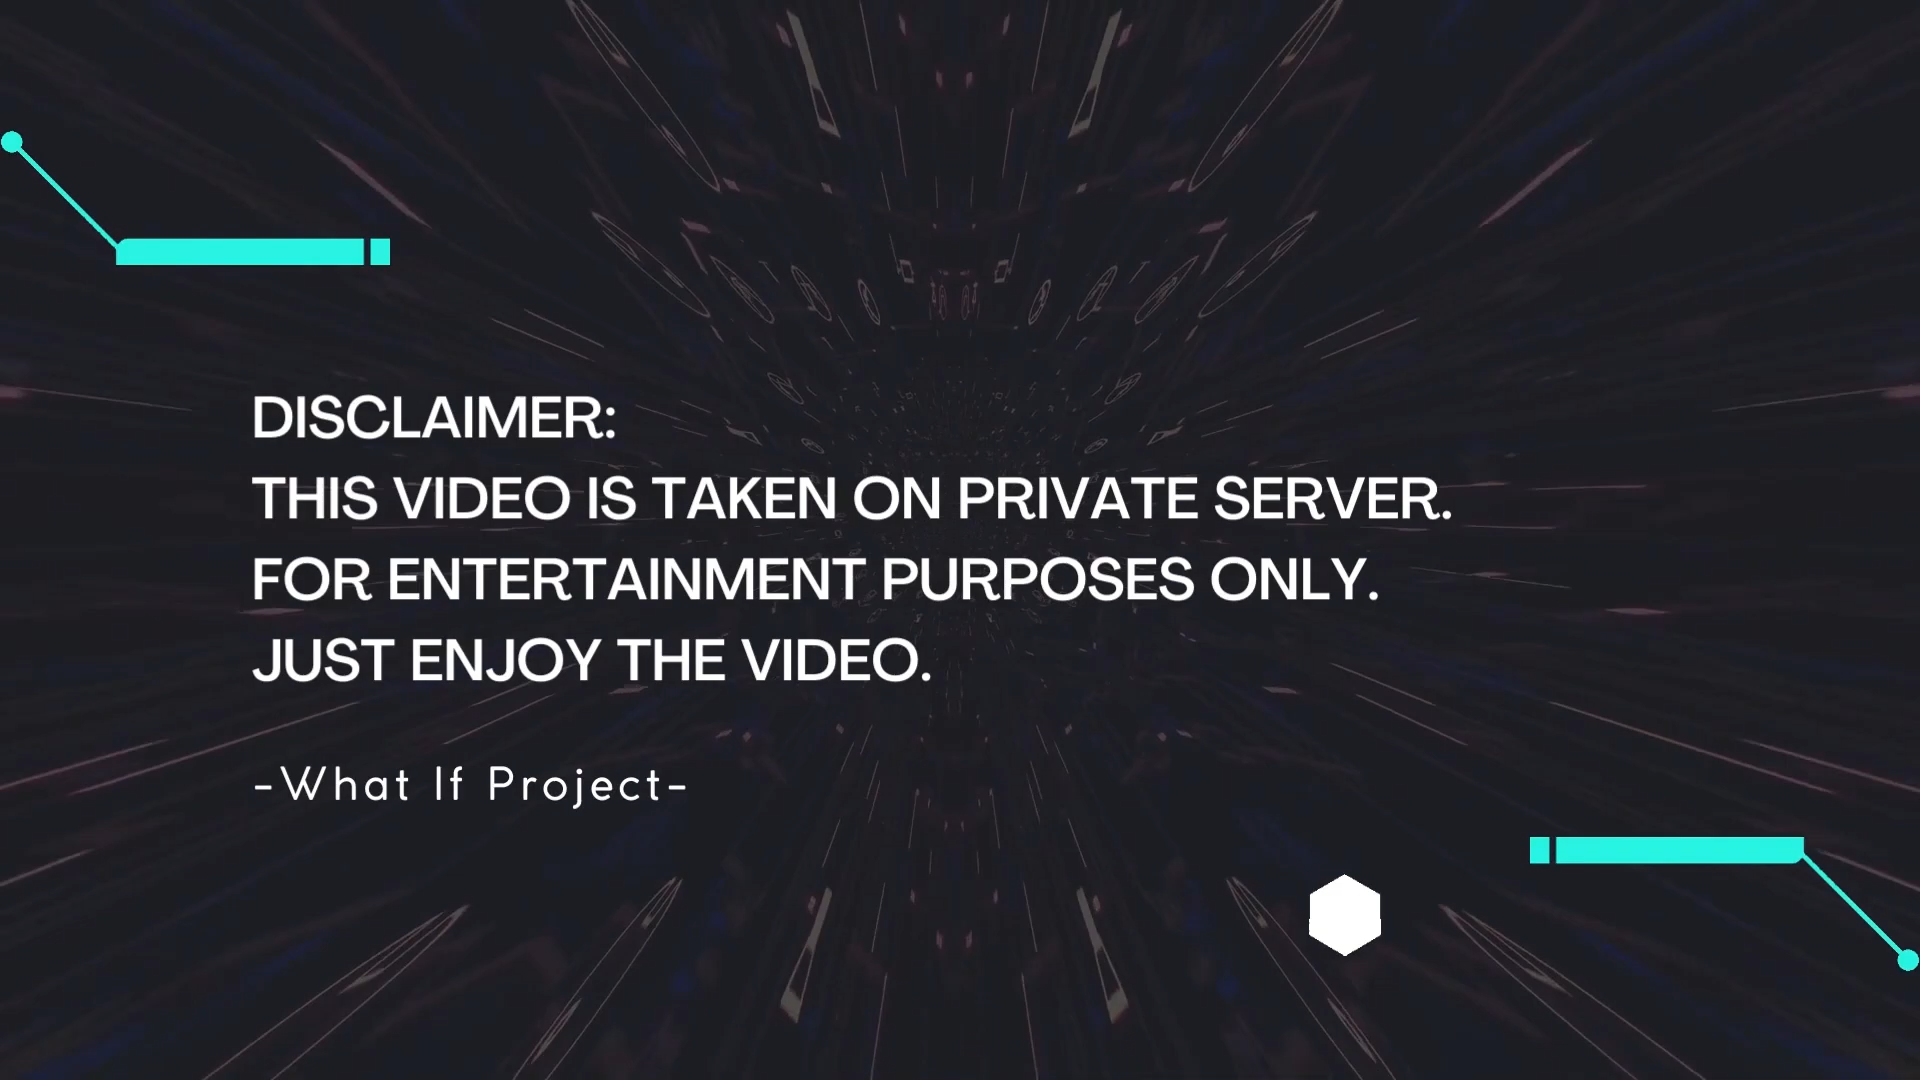 DISCLAIMER:
THIS VIDEO IS TAKEN ON PRIVATE SERVER.
FOR ENTERTAINMENT PURPOSES ONLY.
JUST ENJOY THE VIDEO.
-What If Project-